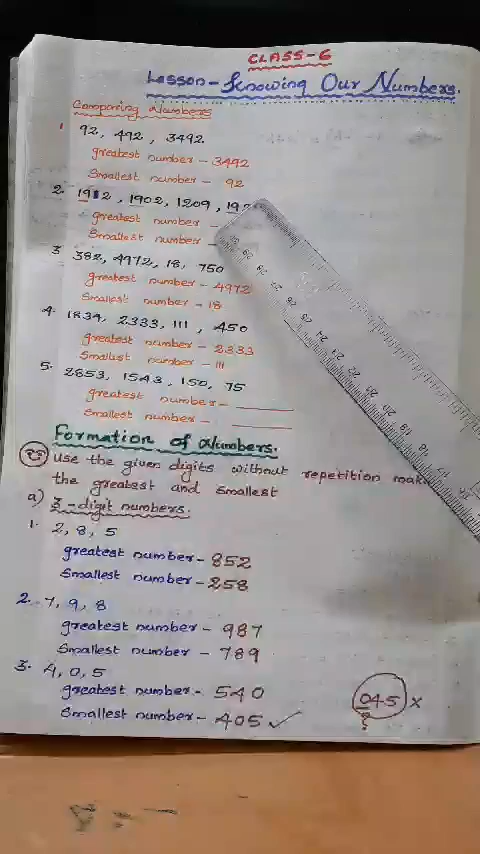 CLASS-6
Lesson - Knowing Our Numbers.
Comparing Numbers
1. 92, 492, 3492
greatest number - 3492
Smallest number - 92
2. 1912, 1902, 1209, 19
greatest number -
Smallest number -
3. 382, 4972, 18, 750
greatest number - 4972
Smallest number - 18
4. 1834, 2333, 111, 450
greatest number - 2333
Smallest number - 111
5. 2853, 1543, 150, 75
greatest number - ______
Smallest number - ______
Formation of Numbers.
use the given digits without repetition mak
the greatest and smallest
a) 3-digit numbers.
1. 2, 8, 5
greatest number - 852
Smallest number - 258
2. 7, 9, 8
greatest number - 987
Smallest number - 789
3. 4, 0, 5
greatest number - 540
Smallest number - 405 ✓
045 ×